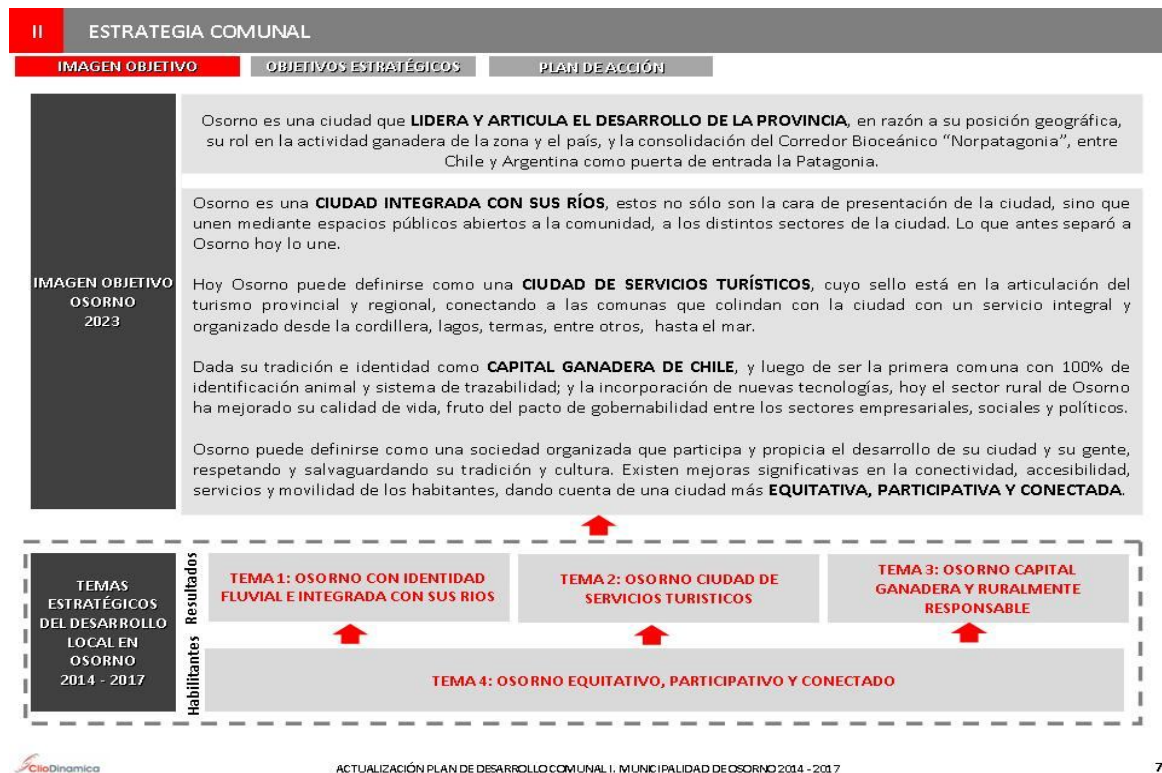 II ESTRATEGIA COMUNAL
IMAGEN OBJETIVO OBJETIVOS ESTRATÉGICOS PLAN DE ACCIÓN
IMAGEN OBJETIVO
OSORNO
2023
Osorno es una ciudad que LIDERA Y ARTICULA EL DESARROLLO DE LA PROVINCIA, en razón a su posición geográfica,
su rol en la actividad ganadera de la zona y el país, y la consolidación del Corredor Bioceánico “Norpatagonia”, entre
Chile y Argentina como puerta de entrada la Patagonia.
Osorno es una CIUDAD INTEGRADA CON SUS RÍOS, estos no sólo son la cara de presentación de la ciudad, sino que
unen mediante espacios públicos abiertos a la comunidad, a los distintos sectores de la ciudad. Lo que antes separó a
Osorno hoy lo une.
Hoy Osorno puede definirse como una CIUDAD DE SERVICIOS TURÍSTICOS, cuyo sello está en la articulación del
turismo provincial y regional, conectando a las comunas que colindan con la ciudad con un servicio integral y
organizado desde la cordillera, lagos, termas, entre otros, hasta el mar.
Dada su tradición e identidad como CAPITAL GANADERA DE CHILE, y luego de ser la primera comuna con 100% de
identificación animal y sistema de trazabilidad; y la incorporación de nuevas tecnologías, hoy el sector rural de Osorno
ha mejorado su calidad de vida, fruto del pacto de gobernabilidad entre los sectores empresariales, sociales y políticos.
Osorno puede definirse como una sociedad organizada que participa y propicia el desarrollo de su ciudad y su gente,
respetando y salvaguardando su tradición y cultura. Existen mejoras significativas en la conectividad, accesibilidad,
servicios y movilidad de los habitantes, dando cuenta de una ciudad más EQUITATIVA, PARTICIPATIVA Y CONECTADA.
TEMAS
ESTRATÉGICOS
DEL DESARROLLO
LOCAL EN
OSORNO
2014 - 2017
Resultados
TEMA 1: OSORNO CON IDENTIDAD
FLUVIAL E INTEGRADA CON SUS RIOS
TEMA 2: OSORNO CIUDAD DE
SERVICIOS TURISTICOS
TEMA 3: OSORNO CAPITAL
GANADERA Y RURALMENTE
RESPONSABLE
Habilitantes
TEMA 4: OSORNO EQUITATIVO, PARTICIPATIVO Y CONECTADO
ClioDinamica
ACTUALIZACIÓN PLAN DE DESARROLLO COMUNAL I. MUNICIPALIDAD DE OSORNO 2014 - 2017
7